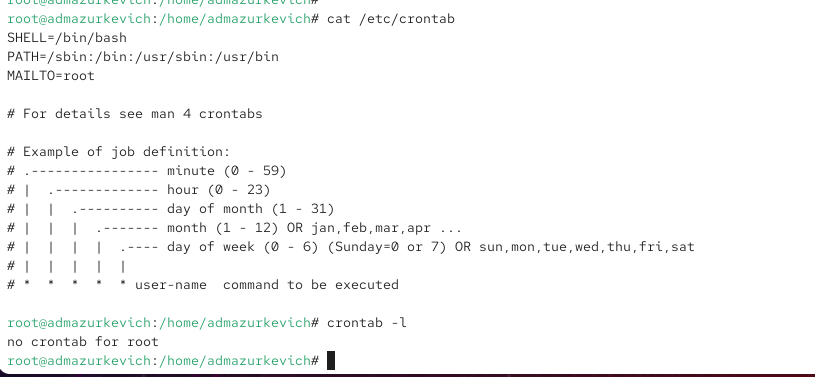 root@admazurkevich:/home/admazurkevich#
root@admazurkevich:/home/admazurkevich# cat /etc/crontab
SHELL=/bin/bash
PATH=/sbin:/bin:/usr/sbin:/usr/bin
MAILTO=root

# For details see man 4 crontabs

# Example of job definition:
# .---------------- minute (0 - 59)
# |  .------------- hour (0 - 23)
# |  |  .---------- day of month (1 - 31)
# |  |  |  .------- month (1 - 12) OR jan,feb,mar,apr ...
# |  |  |  |  .---- day of week (0 - 6) (Sunday=0 or 7) OR sun,mon,tue,wed,thu,fri,sat
# |  |  |  |  |
# *  *  *  *  * user-name  command to be executed

root@admazurkevich:/home/admazurkevich# crontab -l
no crontab for root
root@admazurkevich:/home/admazurkevich#